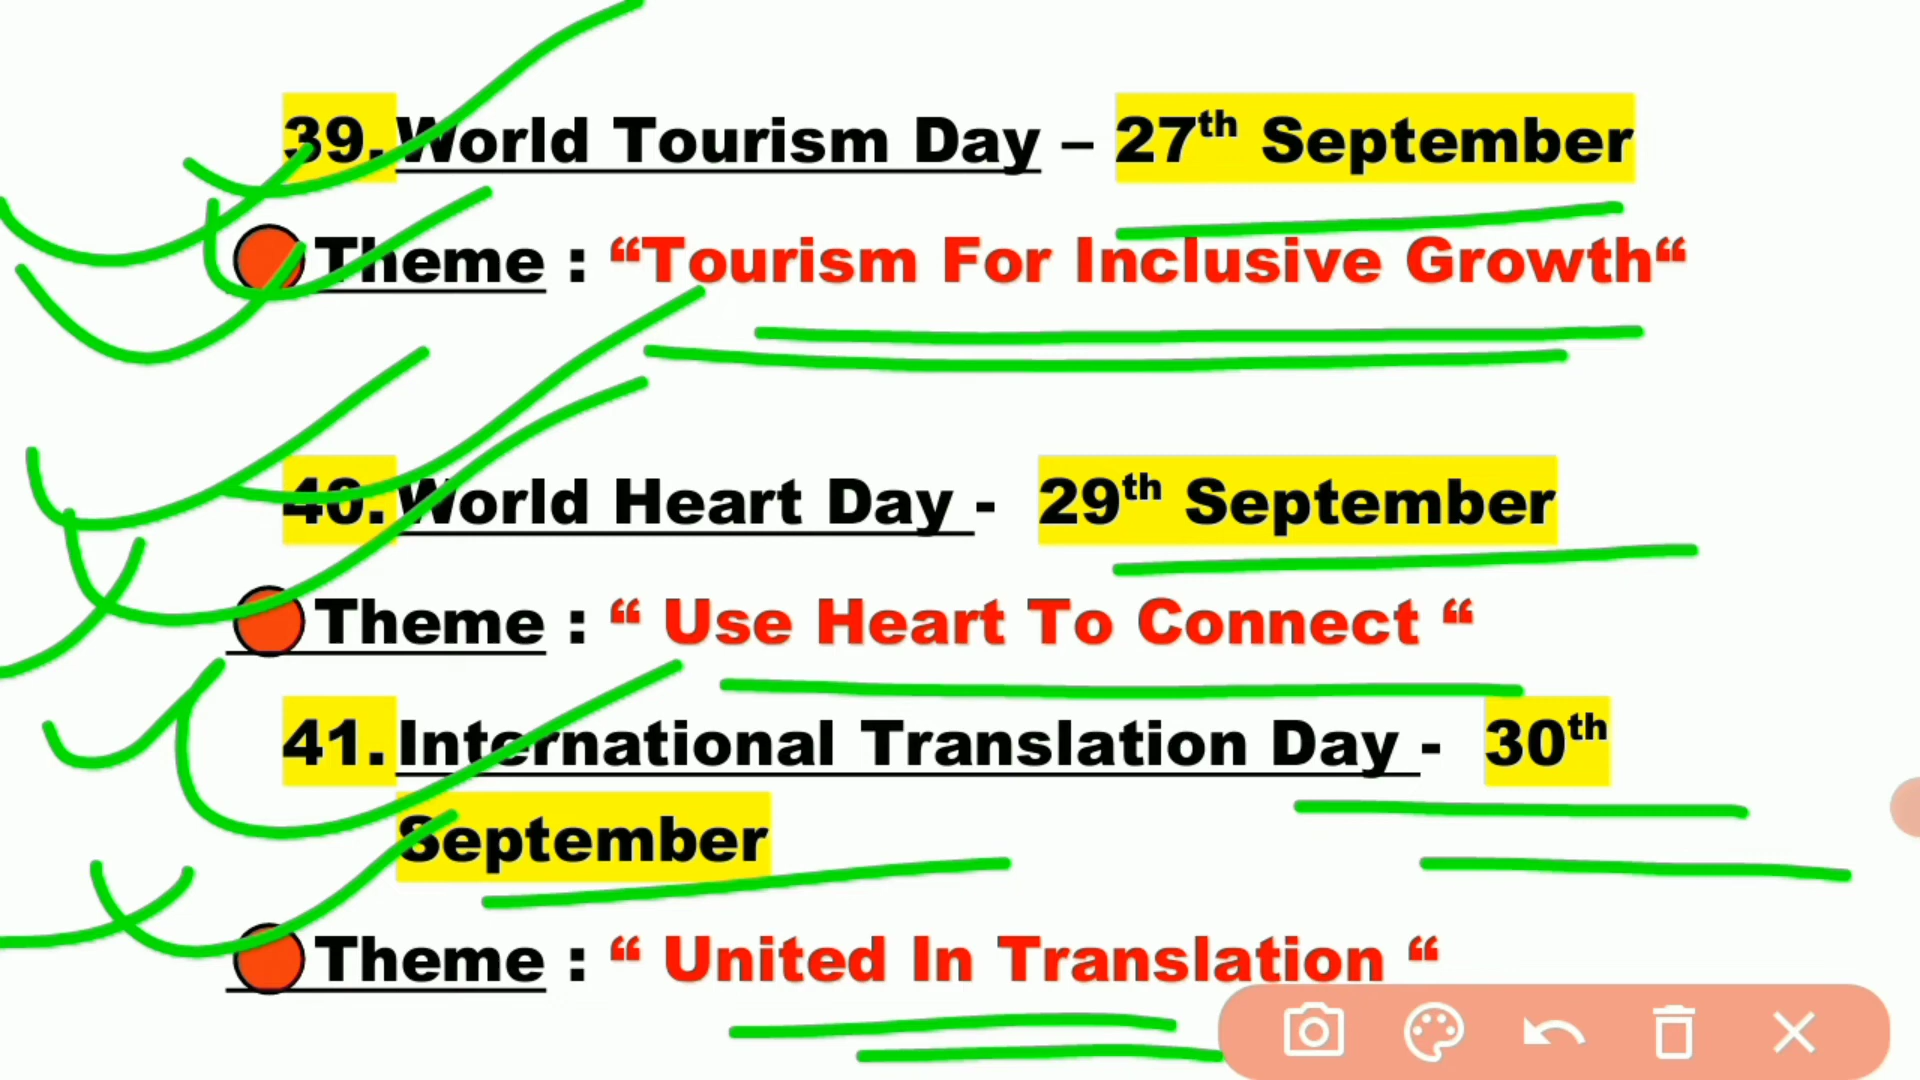 39. World Tourism Day – 27th September
Theme : “Tourism For Inclusive Growth“
40. World Heart Day - 29th September
Theme : “ Use Heart To Connect “
41. International Translation Day - 30th
September
Theme : “ United In Translation “